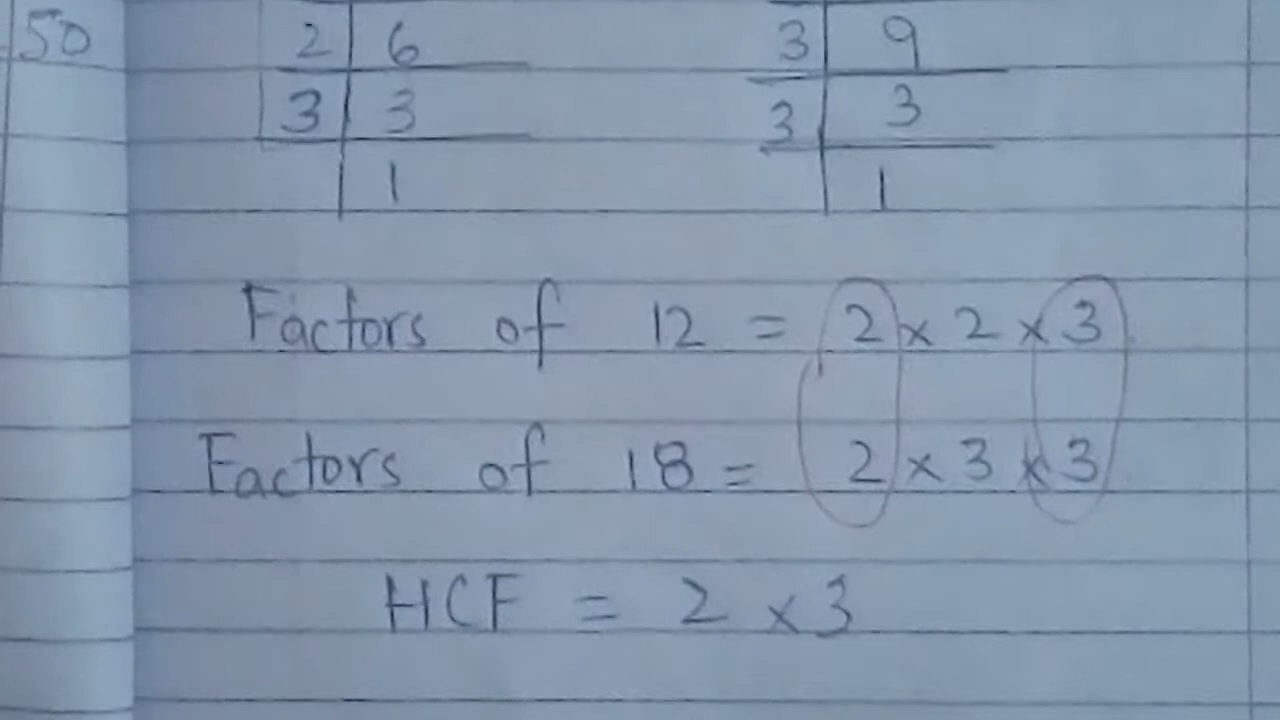 50
2 6 3 9
3 3 3 3
1 1
Factors of 12 = 2 x 2 x 3
Factors of 18 = 2 x 3 x 3
HCF = 2 x 3